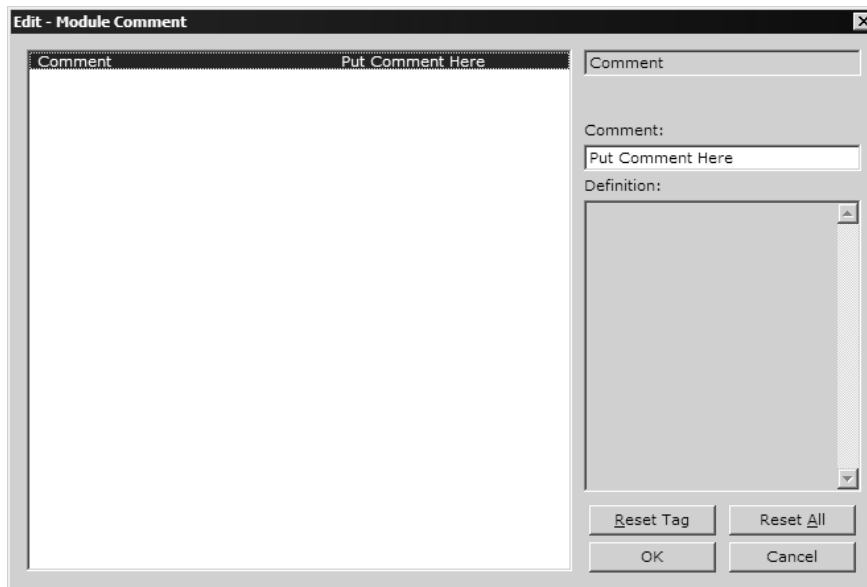 Edit - Module Comment
Comment Put Comment Here
Comment
Comment:
Put Comment Here
Definition:
Reset Tag Reset All
OK Cancel